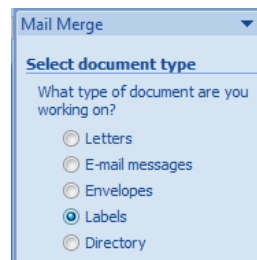 Mail Merge
Select document type
What type of document are you
working on?
Letters
E-mail messages
Envelopes
Labels
Directory